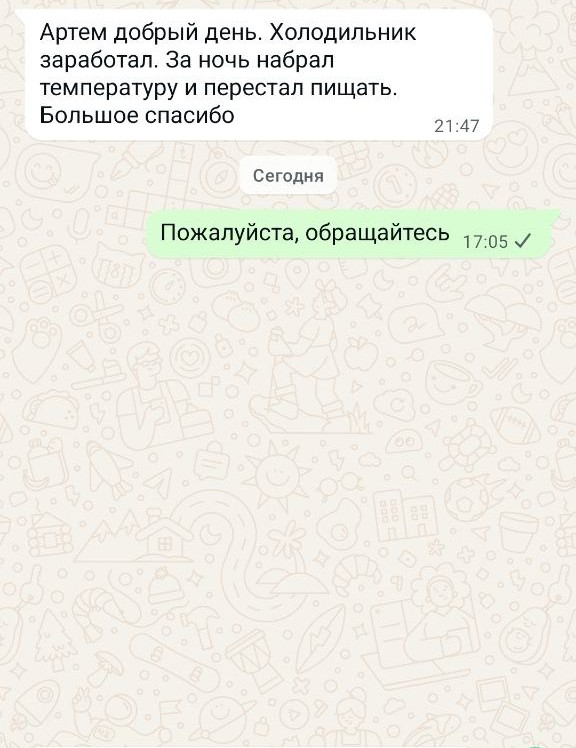 Артем добрый день. Холодильник
заработал. За ночь набрал
температуру и перестал пищать.
Большое спасибо
21:47
Сегодня
Пожалуйста, обращайтесь 17:05